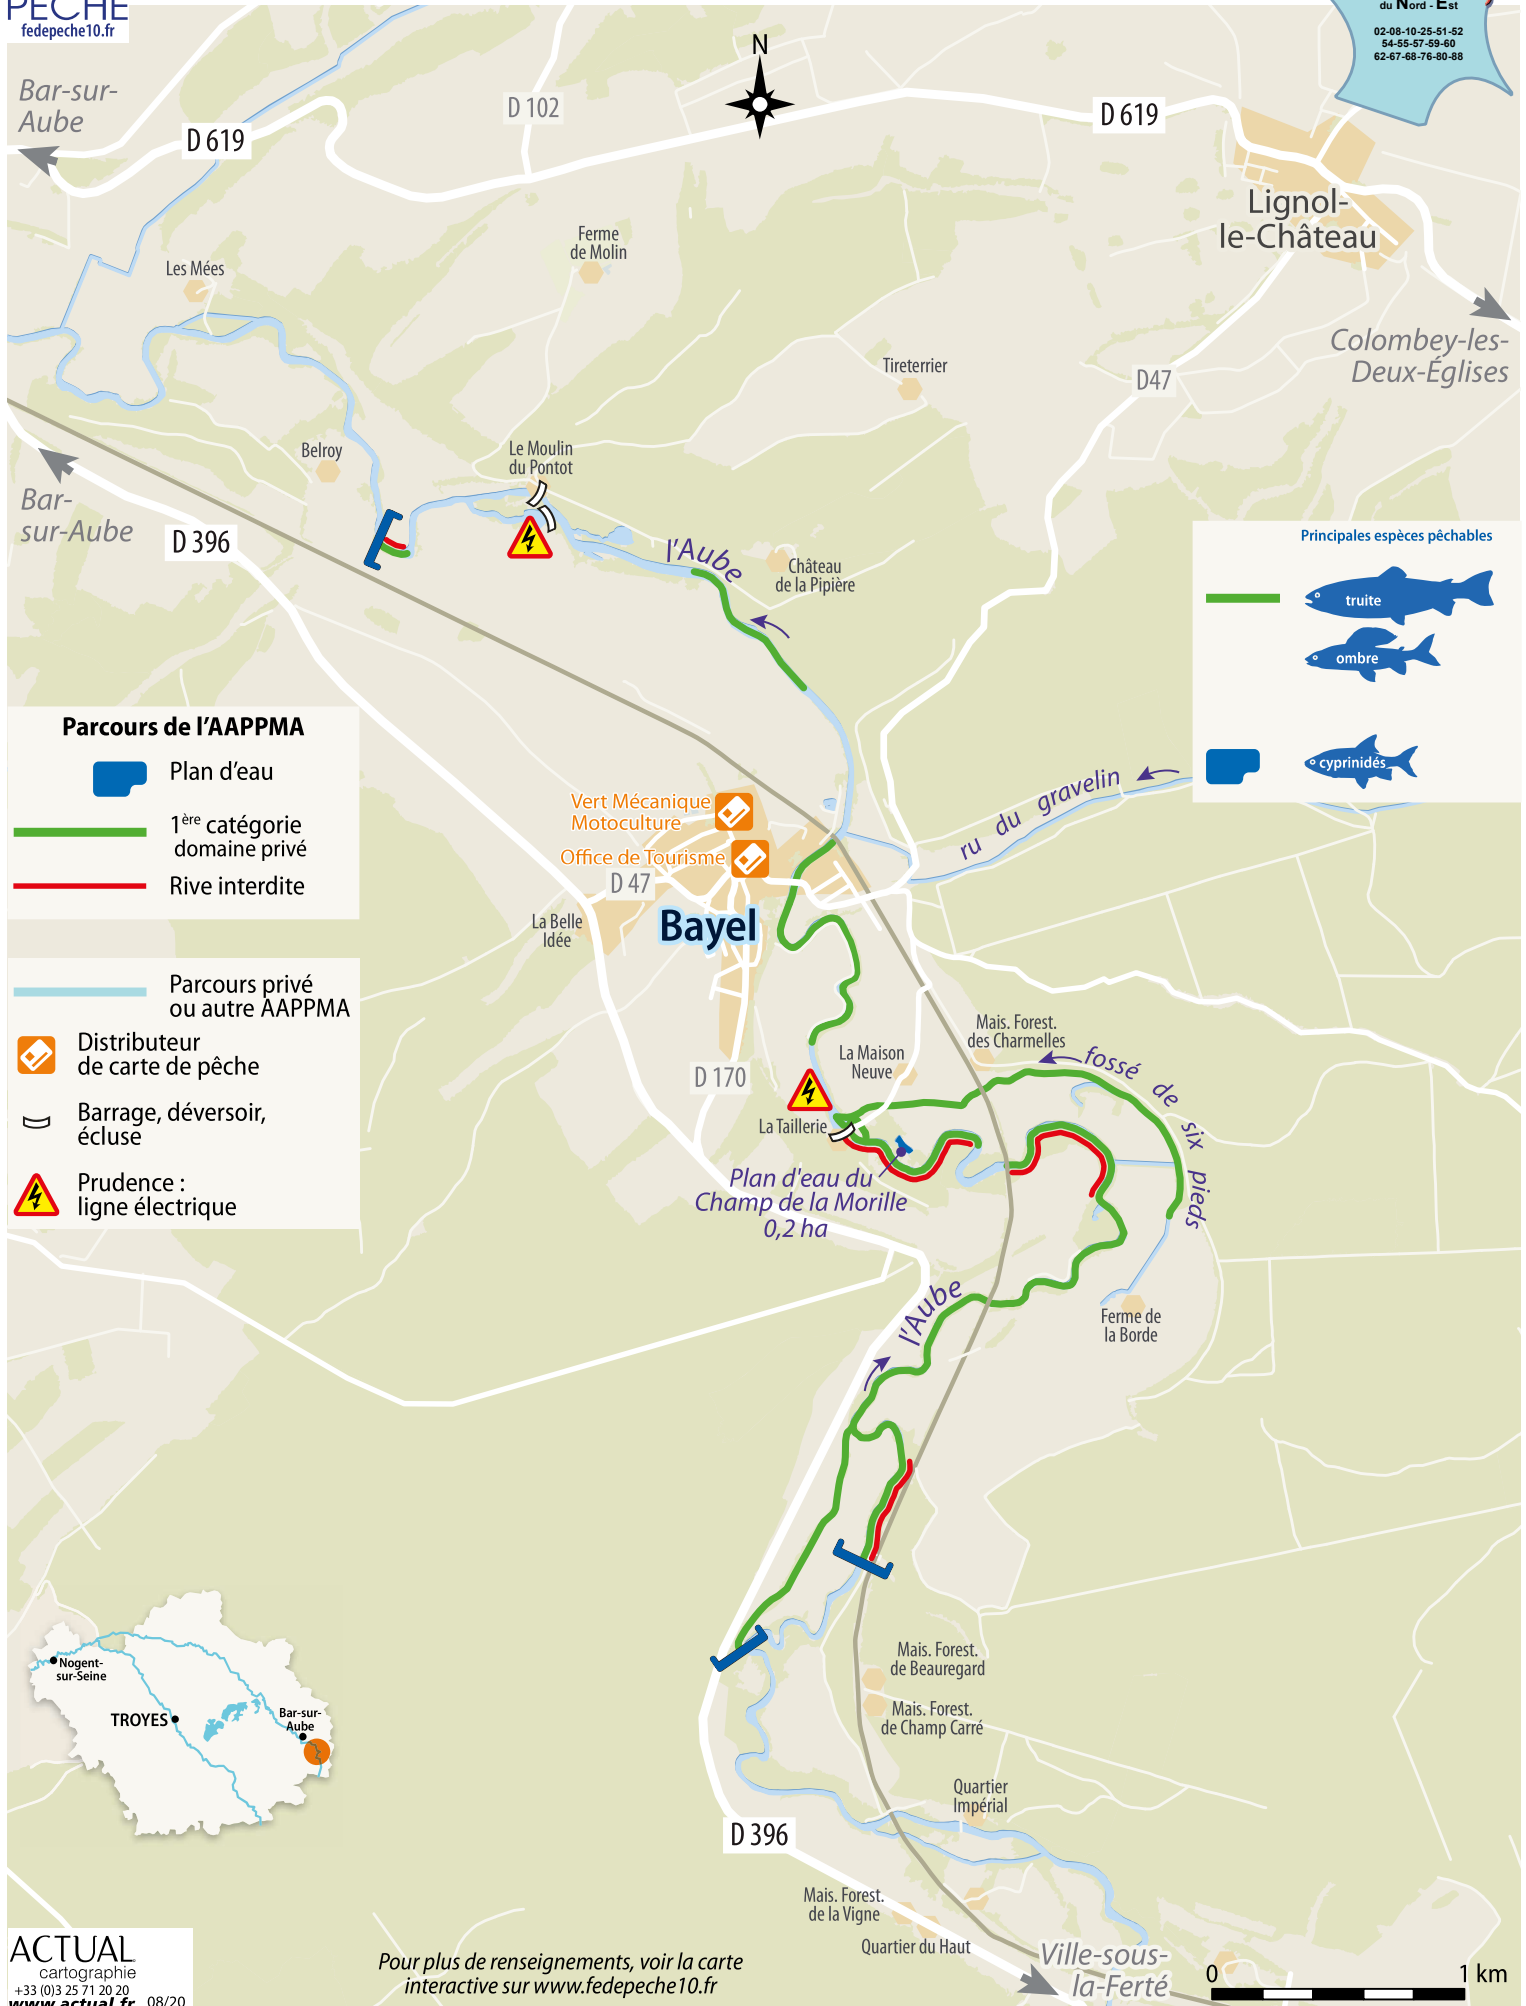 PÊCHE
fedepeche10.fr
du Nord - Est
02-08-10-25-51-52
54-55-57-59-60
62-67-68-76-80-88
N
Bar-sur-
Aube
D 619
D 102
D 619
Lignol-
le-Château
Ferme
de Molin
Les Mées
Colombey-les-
Deux-Églises
Tireterrier
D47
Belroy
Le Moulin
du Pontot
Bar-
sur-Aube
D 396
l'Aube
Château
de la Pipière
Principales espèces pêchables
truite
ombre
cyprinidés
Parcours de l'AAPPMA
Plan d'eau
1ère catégorie
domaine privé
Rive interdite
Parcours privé
ou autre AAPPMA
Distributeur
de carte de pêche
Barrage, déversoir,
écluse
Prudence :
ligne électrique
Vert Mécanique
Motoculture
Office de Tourisme
D 47
La Belle
Idée
Bayel
ru du gravelin
Mais. Forest.
des Charmelles
La Maison
Neuve
fossé de six pieds
D 170
La Taillerie
Plan d'eau du
Champ de la Morille
0,2 ha
l'Aube
Ferme de
la Borde
Nogent-
sur-Seine
TROYES
Bar-sur-
Aube
Mais. Forest.
de Beauregard
Mais. Forest.
de Champ Carré
Quartier
Impérial
D 396
Mais. Forest.
de la Vigne
Quartier du Haut
Ville-sous-
la-Ferté
0 1 km
Pour plus de renseignements, voir la carte
interactive sur www.fedepeche10.fr
ACTUAL
cartographie
+33 (0)3 25 71 20 20
www.actual.fr 08/20